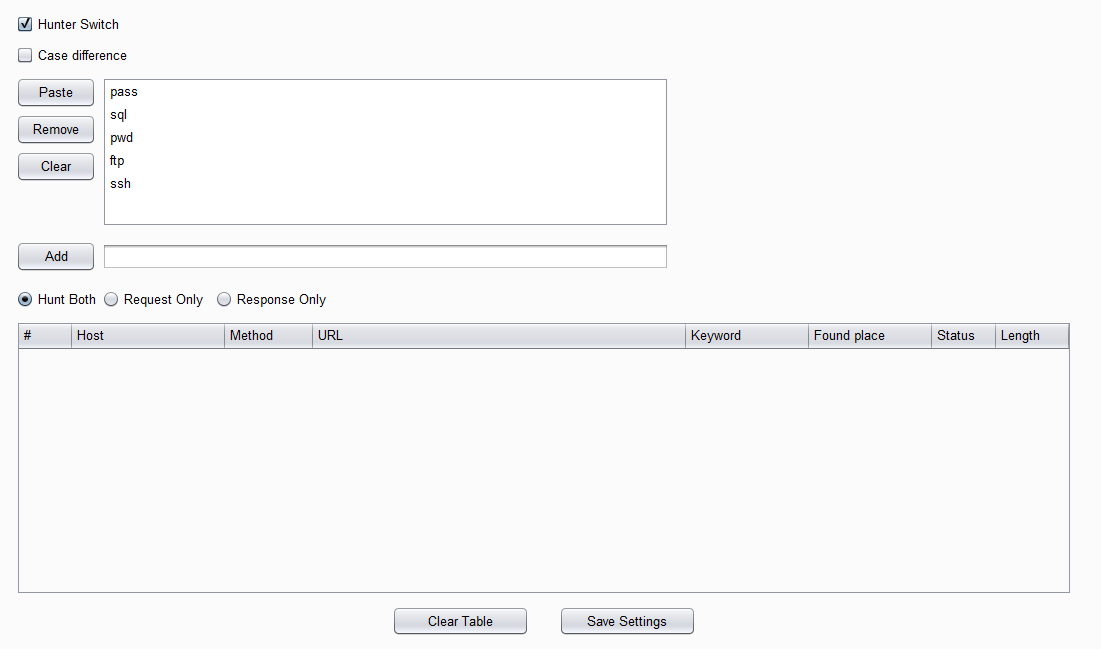 Hunter Switch
Case difference
Paste
Remove
Clear
pass
sql
pwd
ftp
ssh
Add
Hunt Both Request Only Response Only
# Host Method URL Keyword Found place Status Length
Clear Table Save Settings